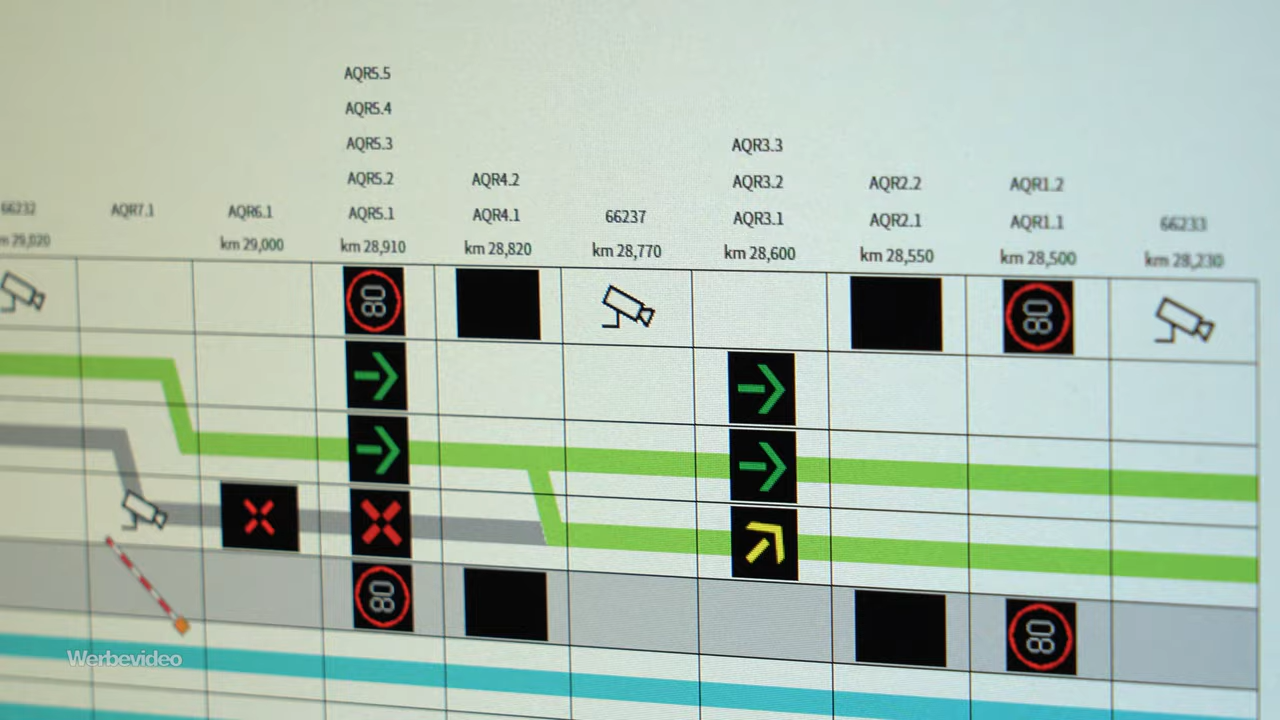 AQR5.5
AQR5.4
AQR5.3
AQR5.2
AQR5.1
km 28,910
AQR4.2
AQR4.1
km 28,820
AQR3.3
AQR3.2
AQR3.1
km 28,600
AQR2.2
AQR2.1
km 28,550
AQR1.2
AQR1.1
km 28,500
66232
m 29,020
AQR7.1
AQR6.1
km 29,000
66237
km 28,770
66233
km 28,230
80
80
80
80
Werbevideo